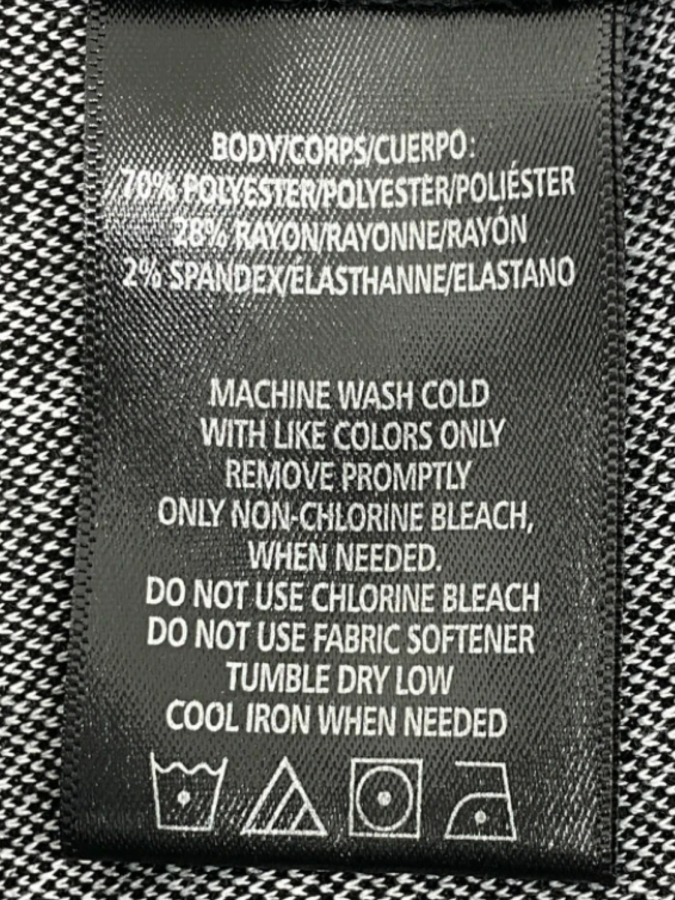 BODY/CORPS/CUERPO:
70% POLYESTER/POLYESTER/POLIÉSTER
28% RAYON/RAYONNE/RAYÓN
2% SPANDEX/ÉLASTHANNE/ELASTANO
MACHINE WASH COLD
WITH LIKE COLORS ONLY
REMOVE PROMPTLY
ONLY NON-CHLORINE BLEACH,
WHEN NEEDED.
DO NOT USE CHLORINE BLEACH
DO NOT USE FABRIC SOFTENER
TUMBLE DRY LOW
COOL IRON WHEN NEEDED